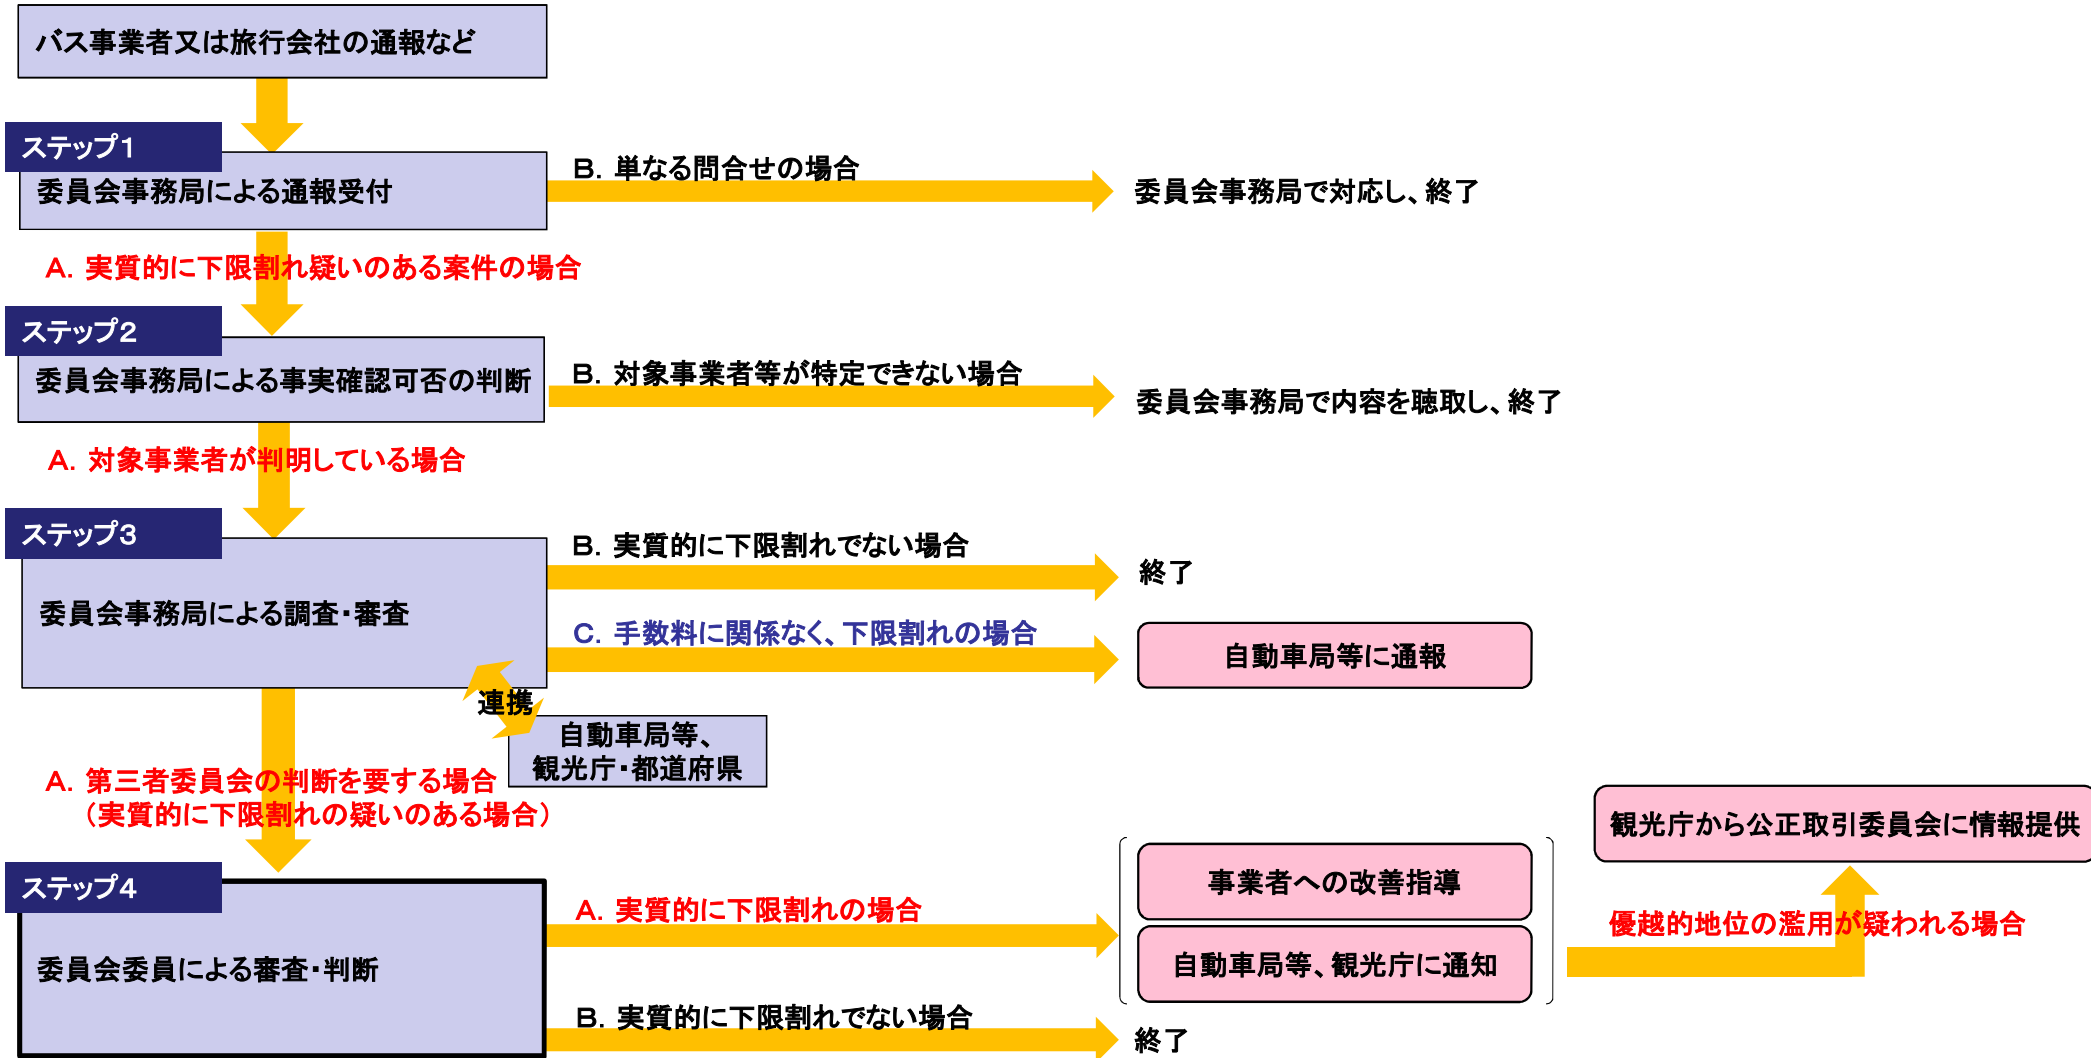 バス事業者又は旅行会社の通報など
ステップ1
委員会事務局による通報受付
B. 単なる問合せの場合
委員会事務局で対応し、終了
A. 実質的に下限割れ疑いのある案件の場合
ステップ2
委員会事務局による事実確認可否の判断
B. 対象事業者等が特定できない場合
委員会事務局で内容を聴取し、終了
A. 対象事業者が判明している場合
ステップ3
委員会事務局による調査・審査
B. 実質的に下限割れでない場合
終了
C. 手数料に関係なく、下限割れの場合
自動車局等に通報
連携
自動車局等、
観光庁・都道府県
A. 第三者委員会の判断を要する場合
（実質的に下限割れの疑いのある場合）
ステップ4
委員会委員による審査・判断
A. 実質的に下限割れの場合
事業者への改善指導
自動車局等、観光庁に通知
優越的地位の濫用が疑われる場合
観光庁から公正取引委員会に情報提供
B. 実質的に下限割れでない場合
終了